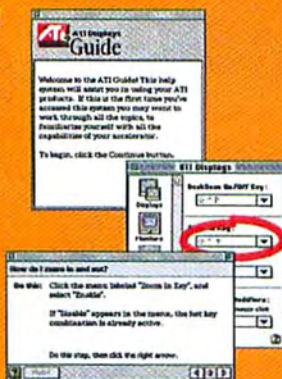 ATI Displays
Guide
Welcome to the ATI Guide! This help
system will assist you in using your ATI
products. If this is the first time you've
accessed this system you may want to
work through all the topics, to
familiarize yourself with all the
capabilities of your accelerator.
To begin, click the Continue button.
ATI Displays
Displays
Monitors
How do I zoom in and out?
Do this: Click the menu labeled "Zoom in Key", and
select "Enable".
If "Disable" appears in the menu, the hot key
combination is already active.
Do this step, then click the right arrow.